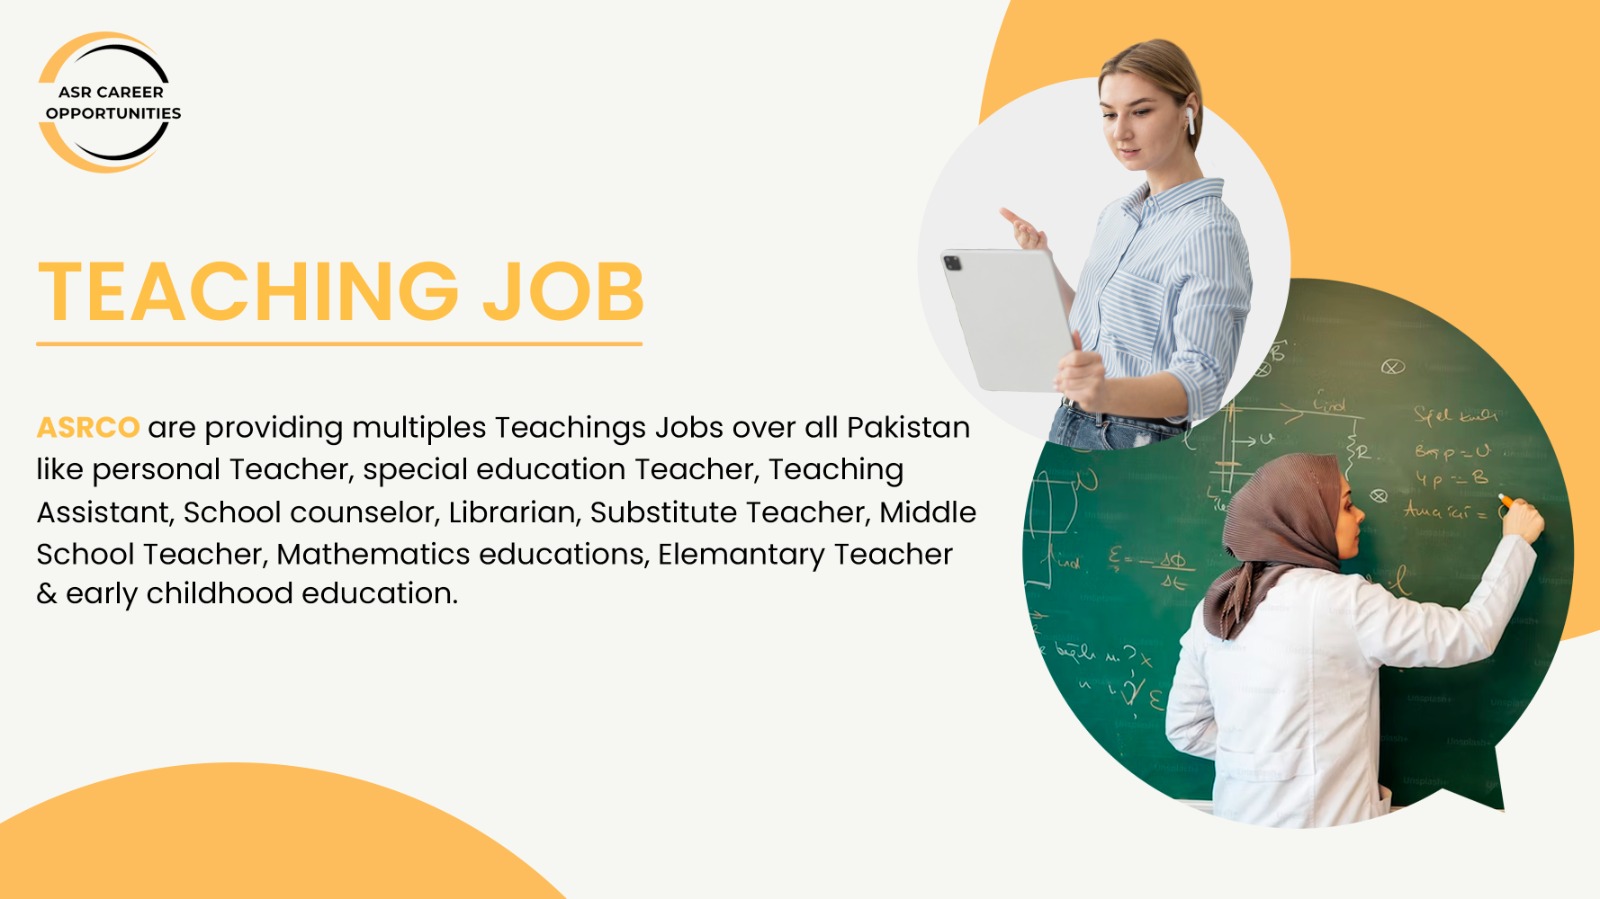 ASR CAREER
OPPORTUNITIES
TEACHING JOB
ASRCO are providing multiples Teachings Jobs over all Pakistan
like personal Teacher, special education Teacher, Teaching
Assistant, School counselor, Librarian, Substitute Teacher, Middle
School Teacher, Mathematics educations, Elemantary Teacher
& early childhood education.